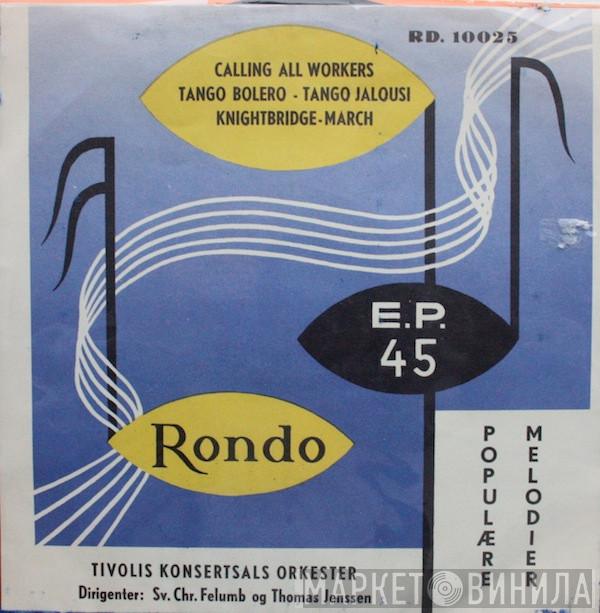 RD. 10025
CALLING ALL WORKERS
TANGO BOLERO - TANGO JALOUSI
KNIGHTBRIDGE-MARCH
E.P.
45
Rondo
POPULÆRE
MELODIER
TIVOLIS KONSERTSALS ORKESTER
Dirigenter: Sv. Chr. Felumb og Thomas Jenssen
МАРКЕТ ВИНИЛА